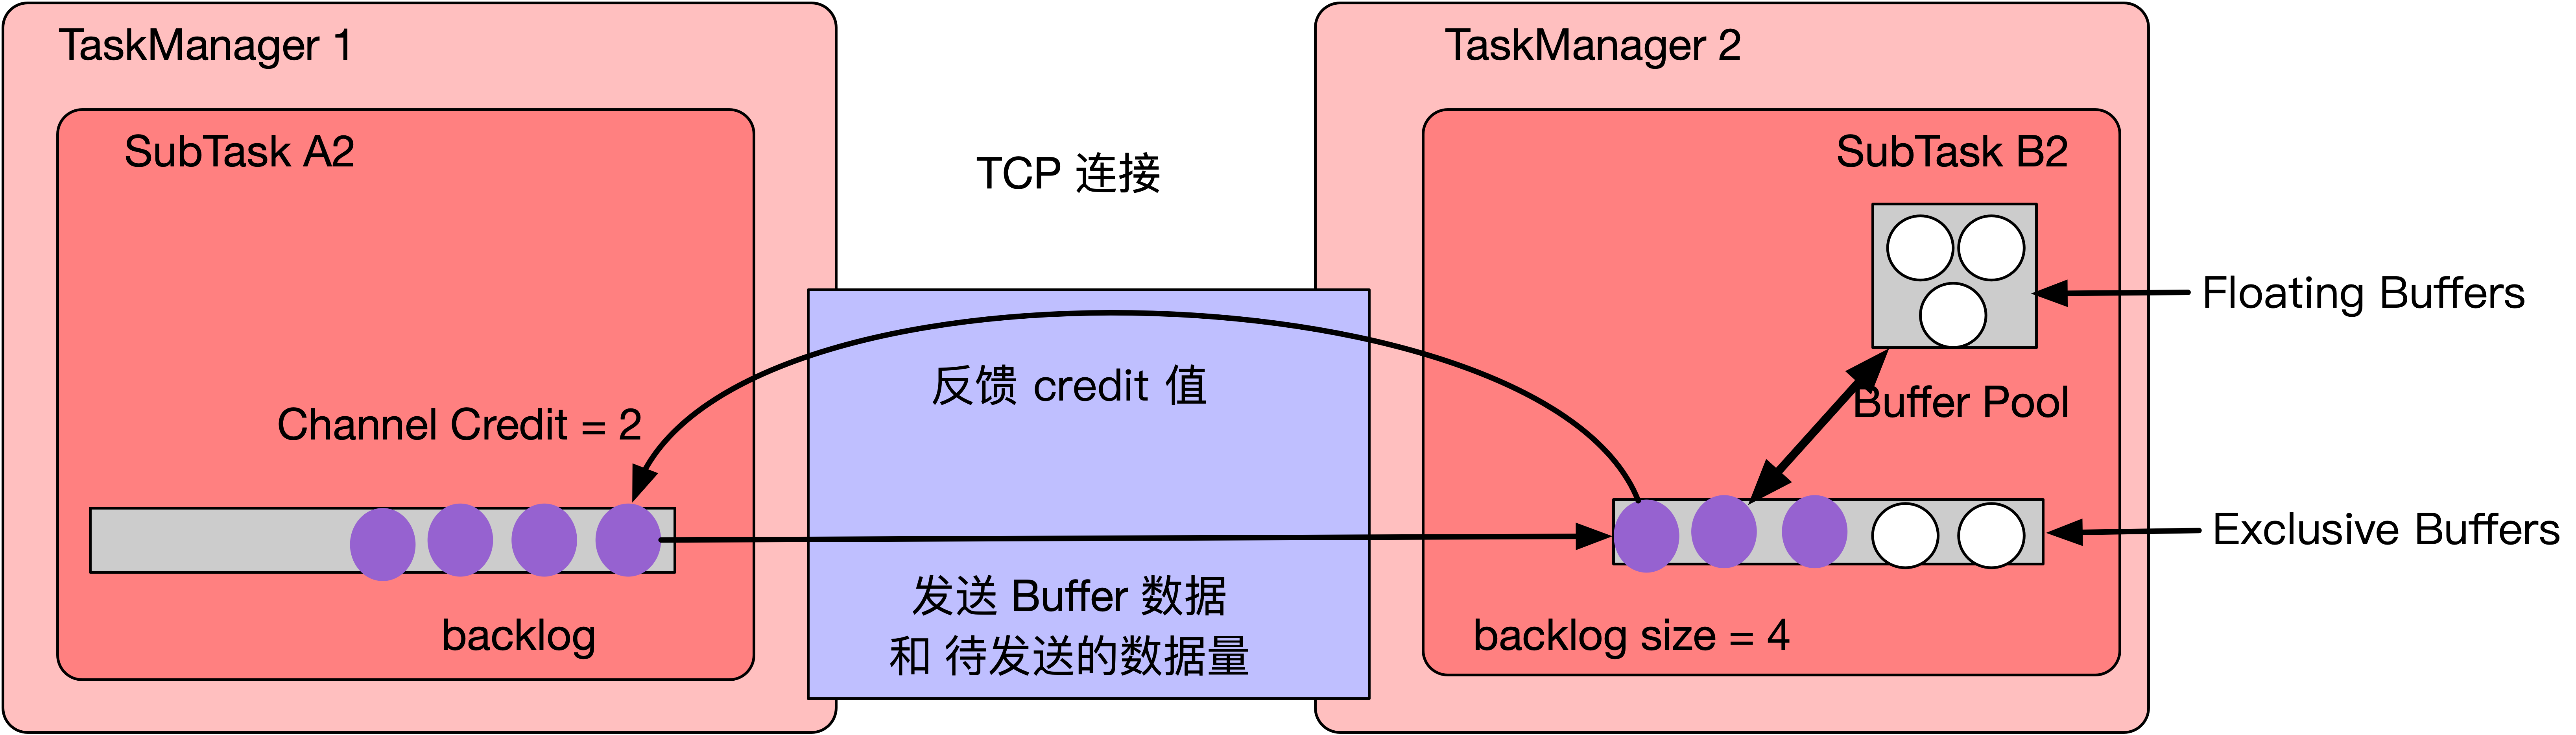 TaskManager 1
SubTask A2
Channel Credit = 2
backlog
TCP 连接
反馈 credit 值
发送 Buffer 数据
和 待发送的数据量
TaskManager 2
SubTask B2
Buffer Pool
backlog size = 4
Floating Buffers
Exclusive Buffers